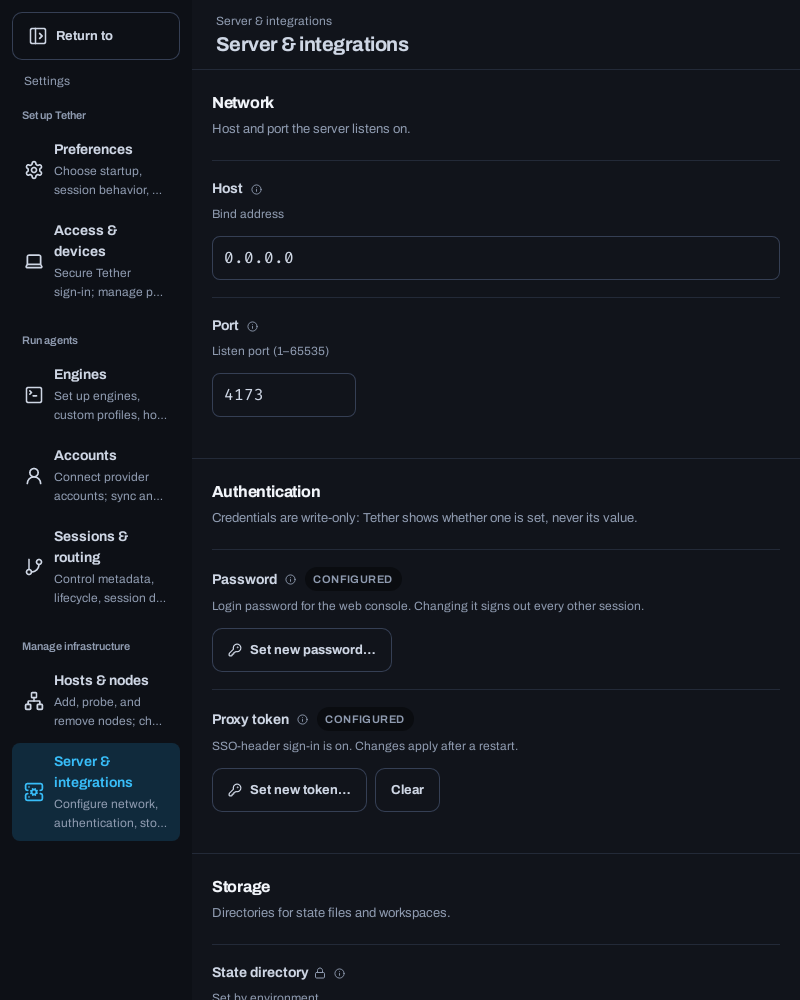 Return to
Settings
Set up Tether
Preferences
Choose startup,
session behavior, ...
Access &
devices
Secure Tether
sign-in; manage p...
Run agents
Engines
Set up engines,
custom profiles, ho...
Accounts
Connect provider
accounts; sync an...
Sessions &
routing
Control metadata,
lifecycle, session d...
Manage infrastructure
Hosts & nodes
Add, probe, and
remove nodes; ch...
Server &
integrations
Configure network,
authentication, sto...
Server & integrations
Server & integrations
Network
Host and port the server listens on.
Host
Bind address
0.0.0.0
Port
Listen port (1–65535)
4173
Authentication
Credentials are write-only: Tether shows whether one is set, never its value.
Password CONFIGURED
Login password for the web console. Changing it signs out every other session.
Set new password...
Proxy token CONFIGURED
SSO-header sign-in is on. Changes apply after a restart.
Set new token... Clear
Storage
Directories for state files and workspaces.
State directory
Set by environment